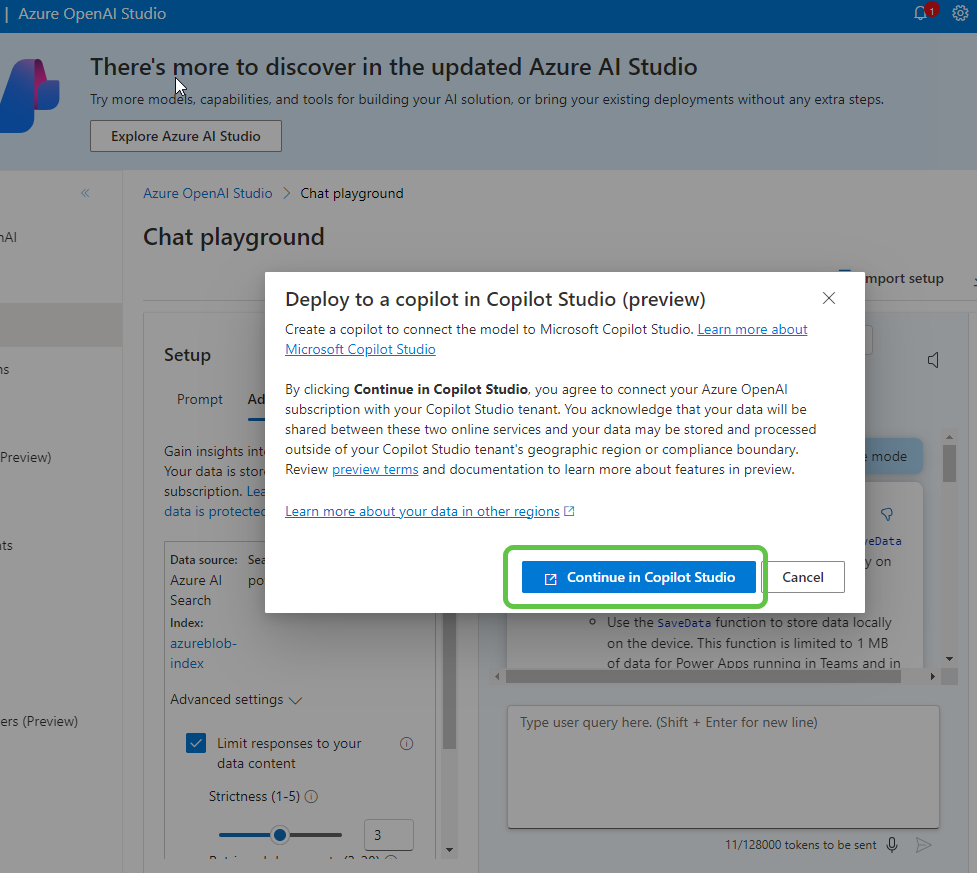 Azure OpenAI Studio
1
There's more to discover in the updated Azure AI Studio
Try more models, capabilities, and tools for building your AI solution, or bring your existing deployments without any extra steps.
Explore Azure AI Studio
Azure OpenAI Studio > Chat playground
nAI
Chat playground
mport setup
Deploy to a copilot in Copilot Studio (preview)
Create a copilot to connect the model to Microsoft Copilot Studio. Learn more about
Microsoft Copilot Studio
By clicking Continue in Copilot Studio, you agree to connect your Azure OpenAI
subscription with your Copilot Studio tenant. You acknowledge that your data will be
shared between these two online services and your data may be stored and processed
outside of your Copilot Studio tenant's geographic region or compliance boundary.
Review preview terms and documentation to learn more about features in preview.
Learn more about your data in other regions
Continue in Copilot Studio
Cancel
Setup
ns
Prompt Ad
Gain insights into
Your data is stor
subscription. Lea
data is protected
Preview)
nts
Data source: Sea
Azure AI po
Search
Index:
azureblob-
index
Advanced settings
ers (Preview)
Limit responses to your
data content
Strictness (1-5)
3
e mode
veData
y on
Use the SaveData function to store data locally
on the device. This function is limited to 1 MB
of data for Power Apps running in Teams and in
Type user query here. (Shift + Enter for new line)
11/128000 tokens to be sent